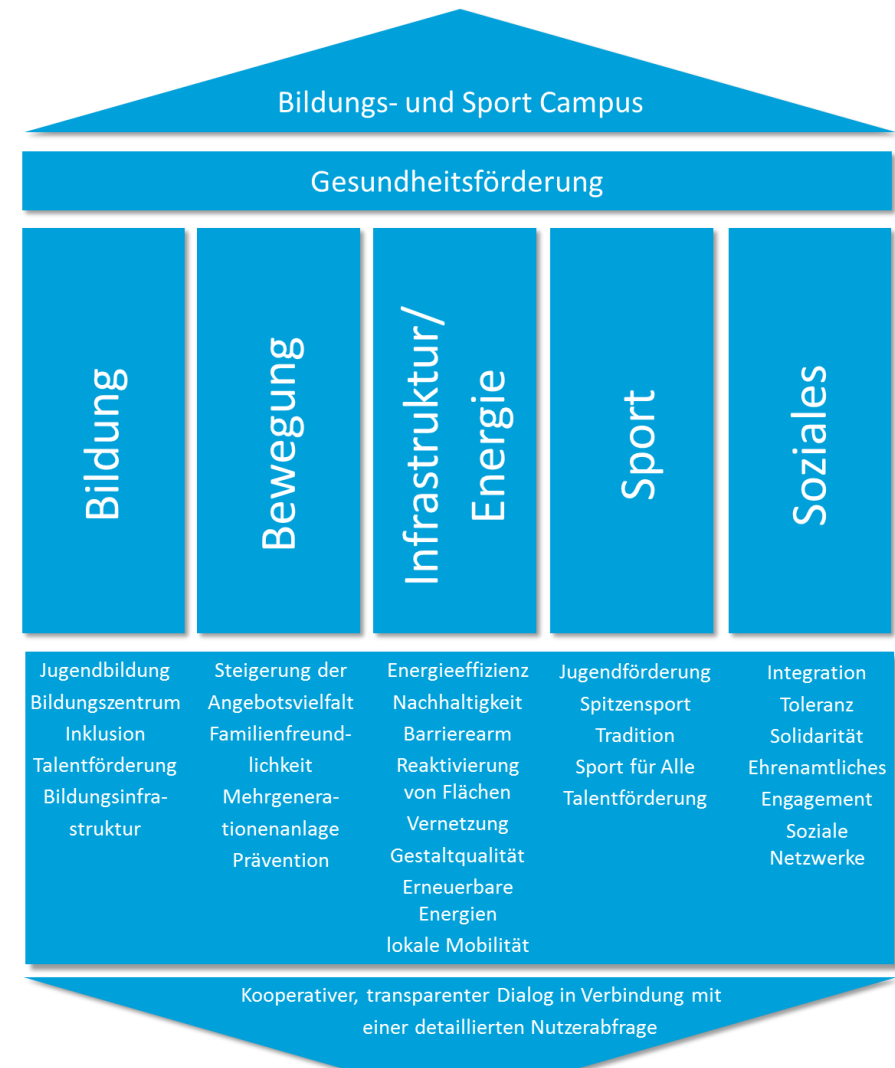 Bildungs- und Sport Campus
Gesundheitsförderung
Bildung
Bewegung
Infrastruktur/
Energie
Sport
Soziales
Jugendbildung
Bildungszentrum
Inklusion
Talentförderung
Bildungsinfra-
struktur
Steigerung der
Angebotsvielfalt
Familienfreund-
lichkeit
Mehrgenera-
tionenanlage
Prävention
Energieeffizienz
Nachhaltigkeit
Barrierearm
Reaktivierung
von Flächen
Vernetzung
Gestaltqualität
Erneuerbare
Energien
lokale Mobilität
Jugendförderung
Spitzensport
Tradition
Sport für Alle
Talentförderung
Integration
Toleranz
Solidarität
Ehrenamtliches
Engagement
Soziale
Netzwerke
Kooperativer, transparenter Dialog in Verbindung mit
einer detaillierten Nutzerabfrage